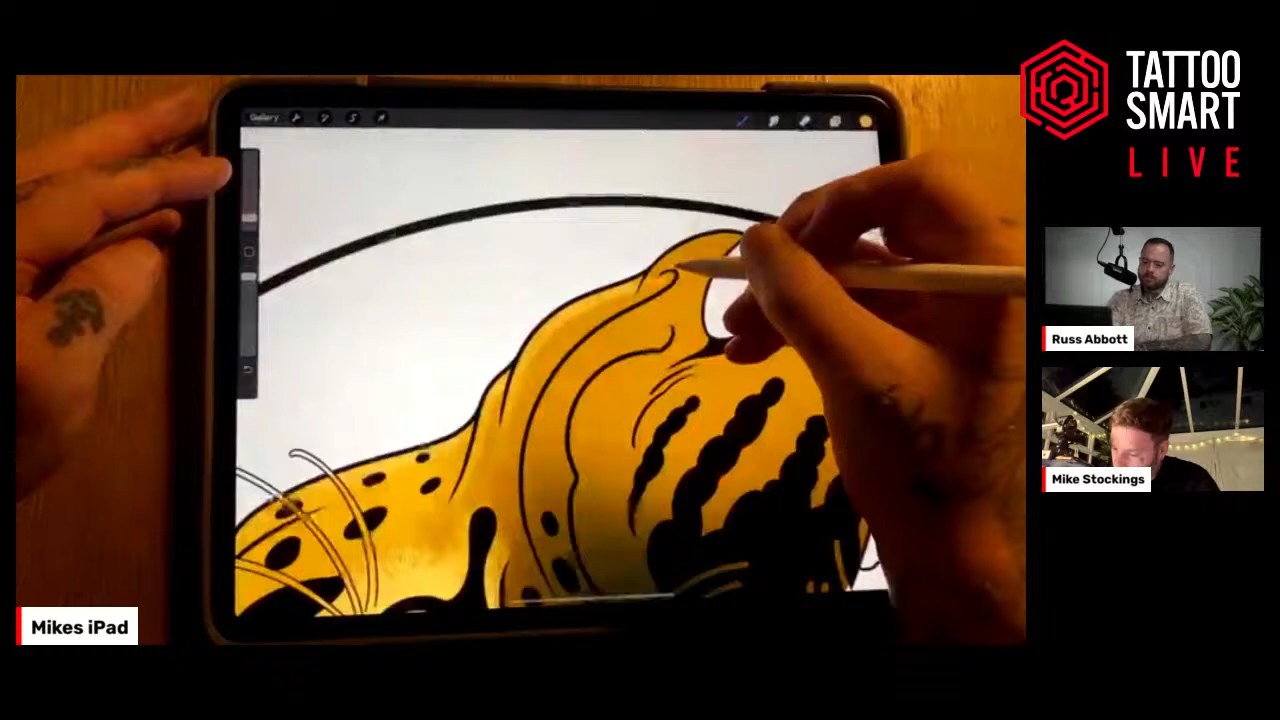 TATTOO
SMART
LIVE
Gallery
Russ Abbott
Mike Stockings
Mikes iPad